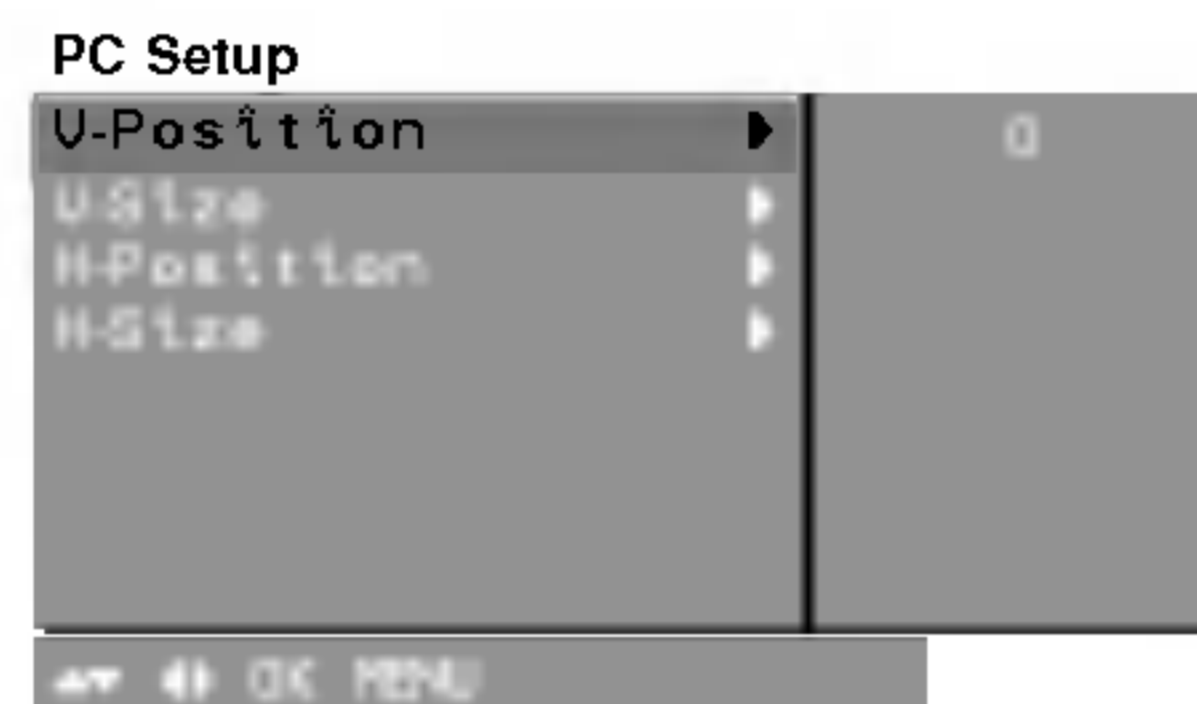 PC Setup
V-Position ▶ 0
V-Size ▶
H-Position ▶
H-Size ▶
▲▼ ◀▶ OK MENU